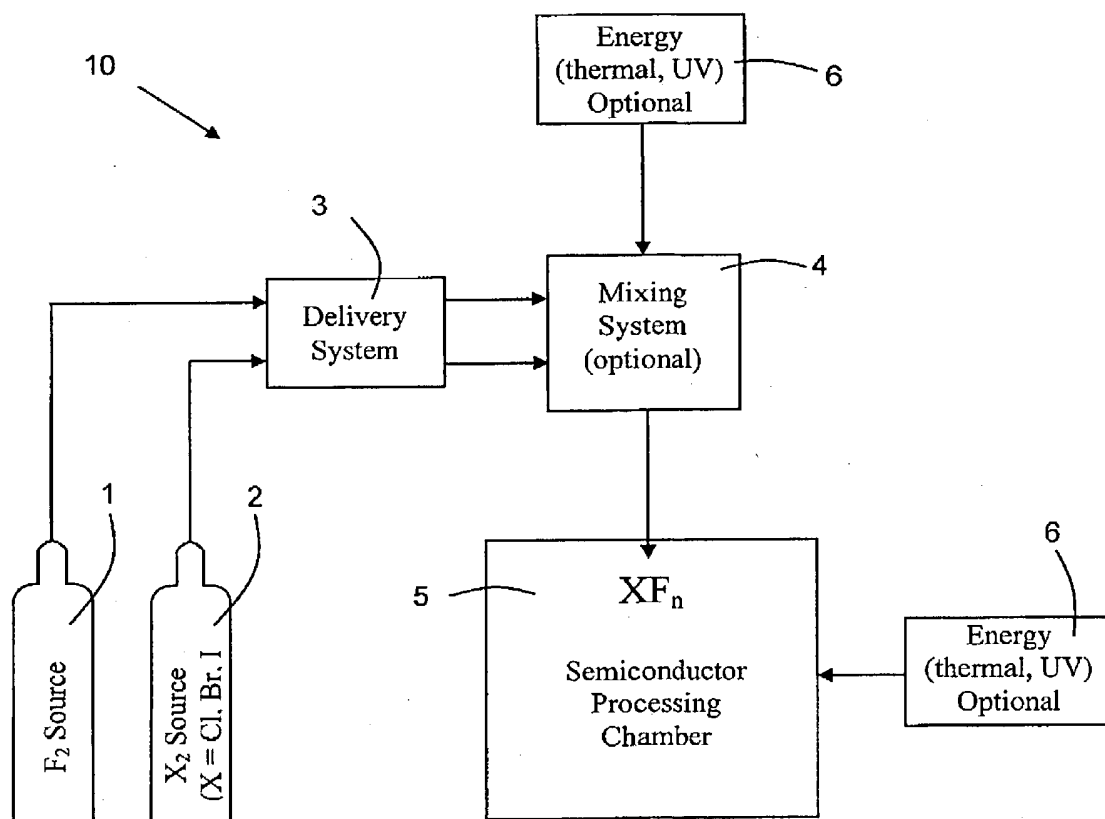 10
Energy
(thermal, UV)
Optional
6
3
Delivery
System
4
Mixing
System
(optional)
1
F₂ Source
2
X₂ Source
(X = Cl. Br. I
5
XFₙ
Semiconductor
Processing
Chamber
6
Energy
(thermal, UV)
Optional